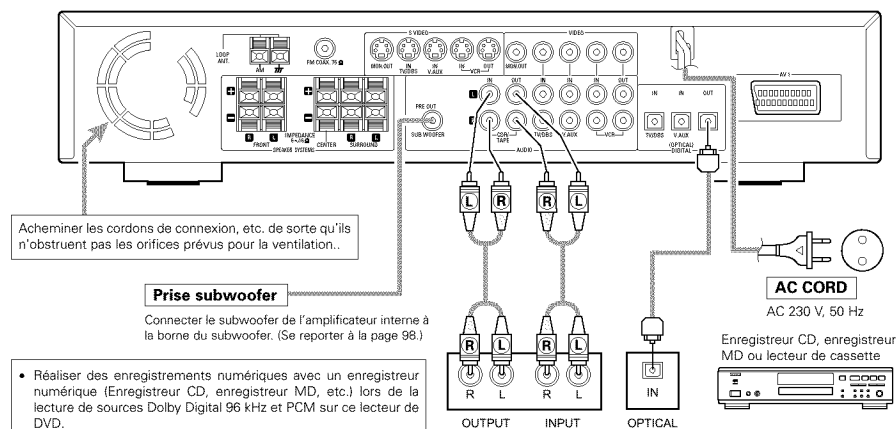 S VIDEO
VIDEO
LOOP
ANT.
AM
FM COAX. 75 Ω
MON.OUT
IN
TV/DBS
IN
V.AUX
IN
OUT
VCR
MON.OUT
IN
OUT
IN
IN
IN
OUT
AV 1
PRE OUT
SUB WOOFER
L
R
CDR/
TAPE
TV/DBS
V.AUX
VCR
AUDIO
IN
IN
OUT
TV/DBS
V.AUX
(OPTICAL)
DIGITAL
R
L
FRONT
IMPEDANCE
6~16Ω
CENTER
R
L
SURROUND
SPEAKER SYSTEMS
L
R
R
L
Acheminer les cordons de connexion, etc. de sorte qu'ils
n'obstruent pas les orifices prévus pour la ventilation..
Prise subwoofer
Connecter le subwoofer de l'amplificateur interne à
la borne du subwoofer. (Se reporter à la page 98.)
AC CORD
AC 230 V, 50 Hz
Enregistreur CD, enregistreur
MD ou lecteur de cassette
• Réaliser des enregistrements numériques avec un enregistreur
numérique (Enregistreur CD, enregistreur MD, etc.) lors de la
lecture de sources Dolby Digital 96 kHz et PCM sur ce lecteur de
DVD.
R
L
R
L
R
L
R
L
OUTPUT
INPUT
IN
OPTICAL